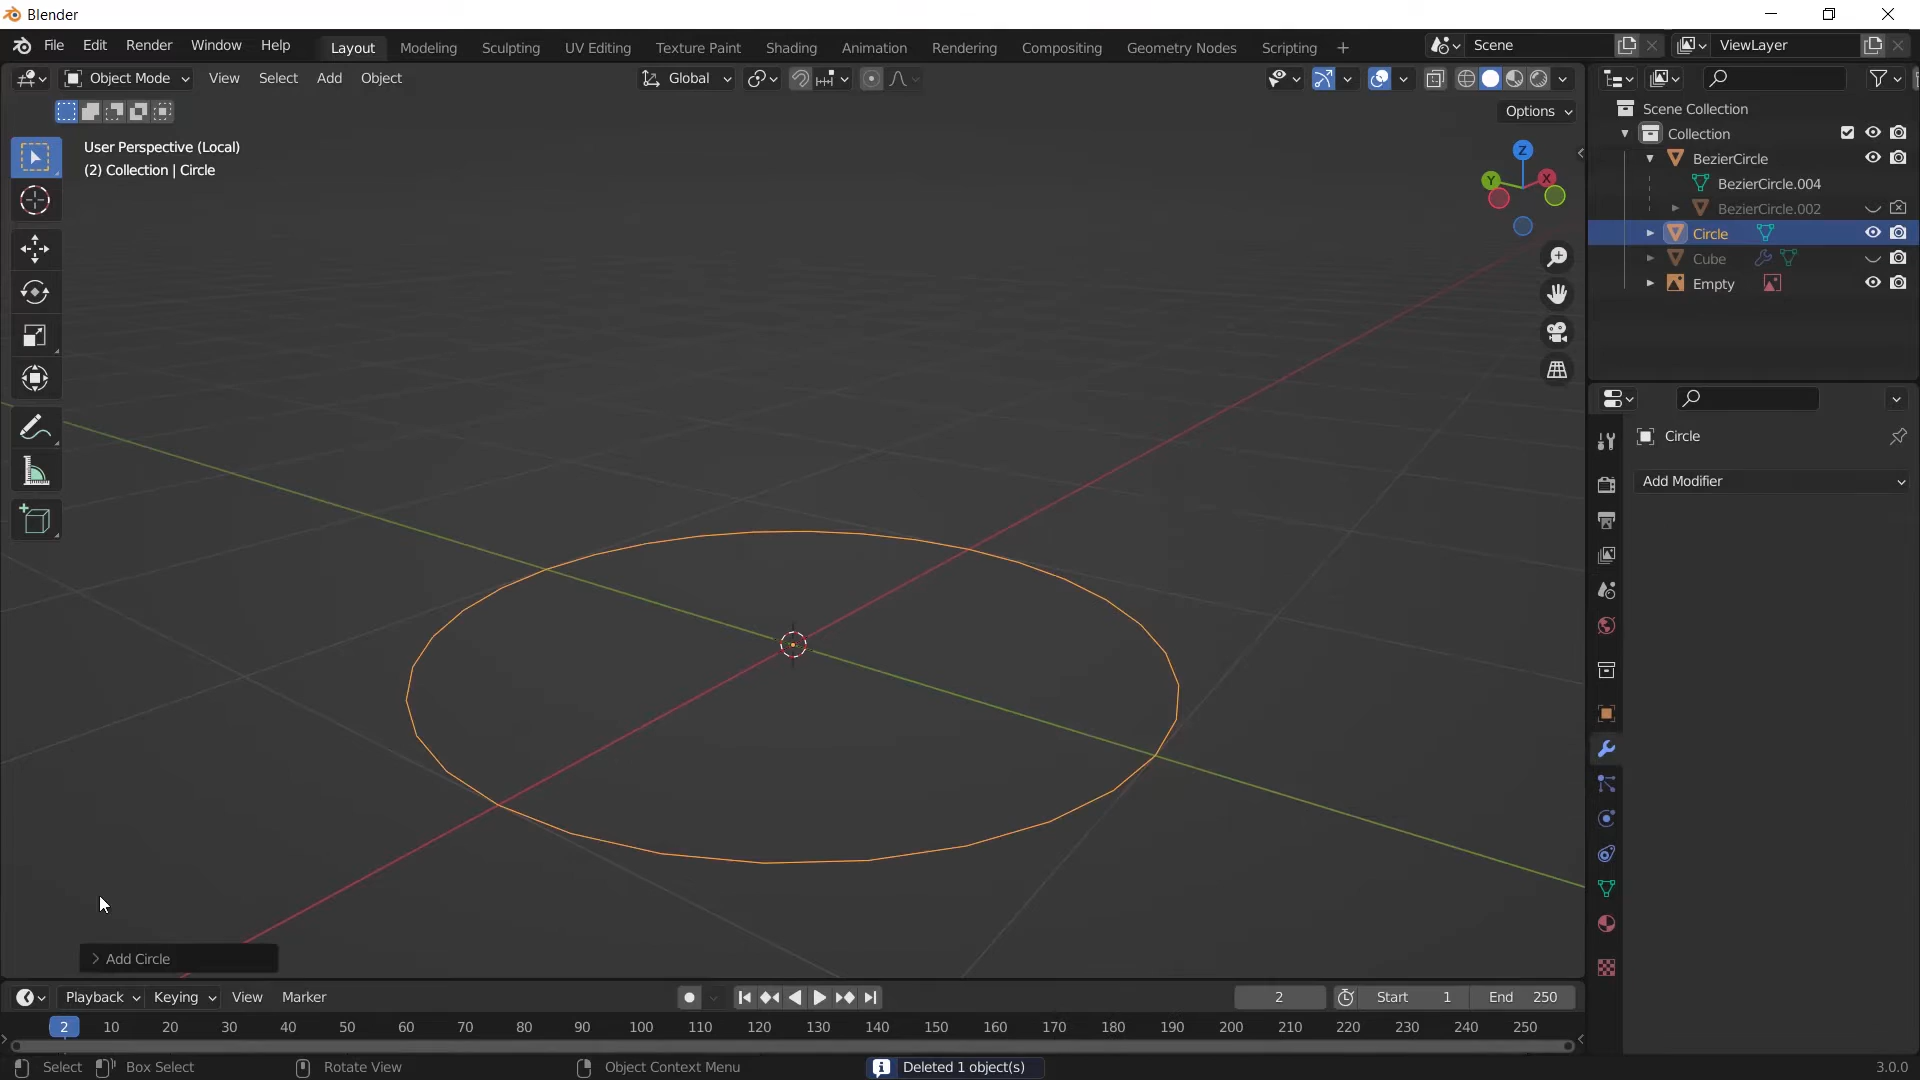 Blender
File Edit Render Window Help Layout Modeling Sculpting UV Editing Texture Paint Shading Animation Rendering Compositing Geometry Nodes Scripting + Scene ViewLayer
Object Mode View Select Add Object Global
Options
User Perspective (Local)
(2) Collection | Circle
Z
Y X
Scene Collection
Collection
BezierCircle
BezierCircle.004
BezierCircle.002
Circle
Cube
Empty
Circle
Add Modifier
Add Circle
Playback Keying View Marker 2 Start 1 End 250
2 10 20 30 40 50 60 70 80 90 100 110 120 130 140 150 160 170 180 190 200 210 220 230 240 250
Select Box Select Rotate View Object Context Menu Deleted 1 object(s) 3.0.0